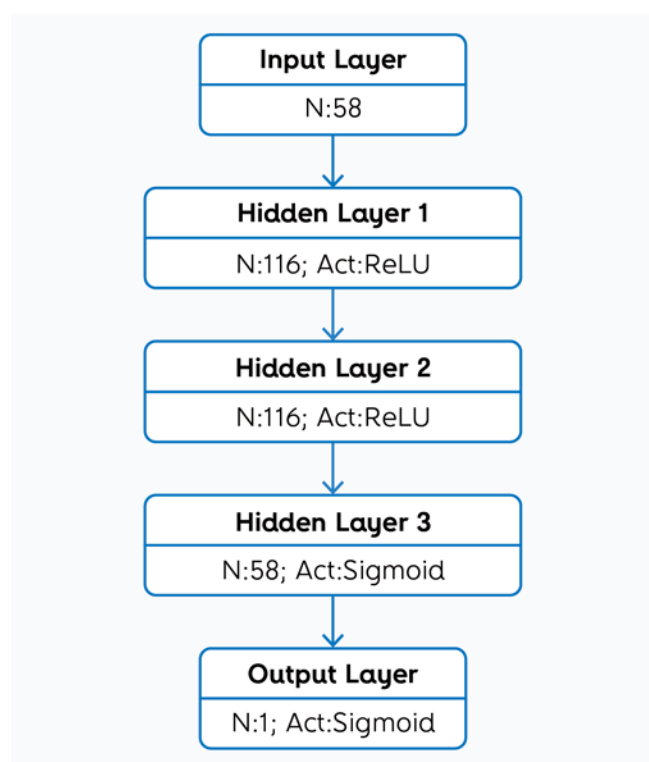 Input Layer
N:58
Hidden Layer 1
N:116; Act:ReLU
Hidden Layer 2
N:116; Act:ReLU
Hidden Layer 3
N:58; Act:Sigmoid
Output Layer
N:1; Act:Sigmoid